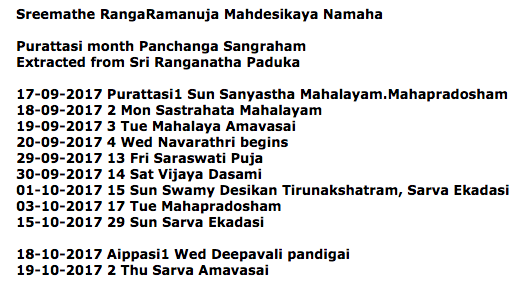 Sreemathe RangaRamanuja Mahdesikaya Namaha
Purattasi month Panchanga Sangraham
Extracted from Sri Ranganatha Paduka
17-09-2017 Purattasi1 Sun Sanyastha Mahalayam.Mahapradosham
18-09-2017 2 Mon Sastrahata Mahalayam
19-09-2017 3 Tue Mahalaya Amavasai
20-09-2017 4 Wed Navarathri begins
29-09-2017 13 Fri Saraswati Puja
30-09-2017 14 Sat Vijaya Dasami
01-10-2017 15 Sun Swamy Desikan Tirunakshatram, Sarva Ekadasi
03-10-2017 17 Tue Mahapradosham
15-10-2017 29 Sun Sarva Ekadasi
18-10-2017 Aippasi1 Wed Deepavali pandigai
19-10-2017 2 Thu Sarva Amavasai